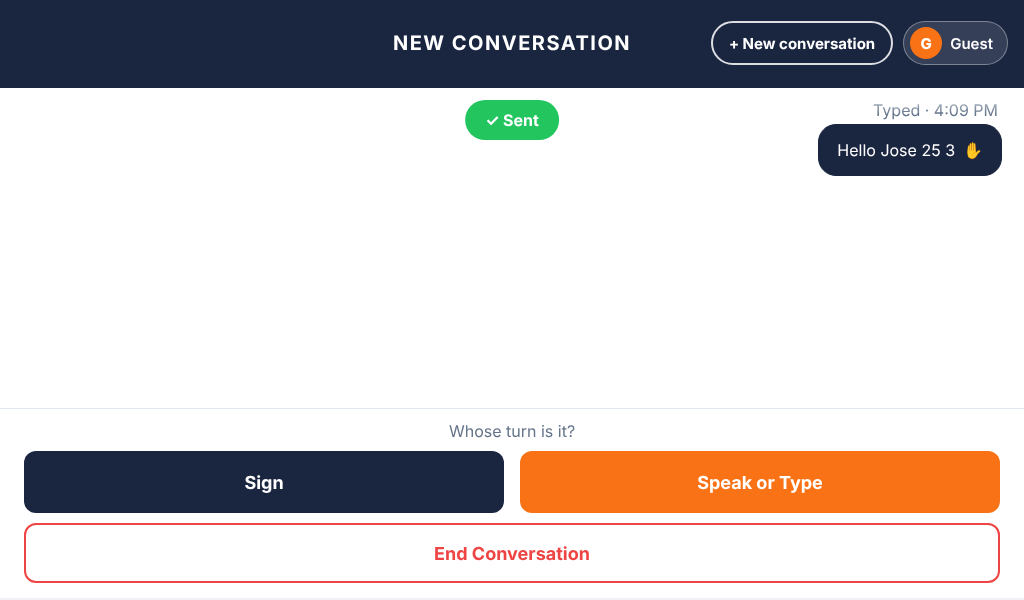 NEW CONVERSATION
+ New conversation
G Guest
✓ Sent
Typed · 4:09 PM
Hello Jose 25 3 ✋
Whose turn is it?
Sign
Speak or Type
End Conversation